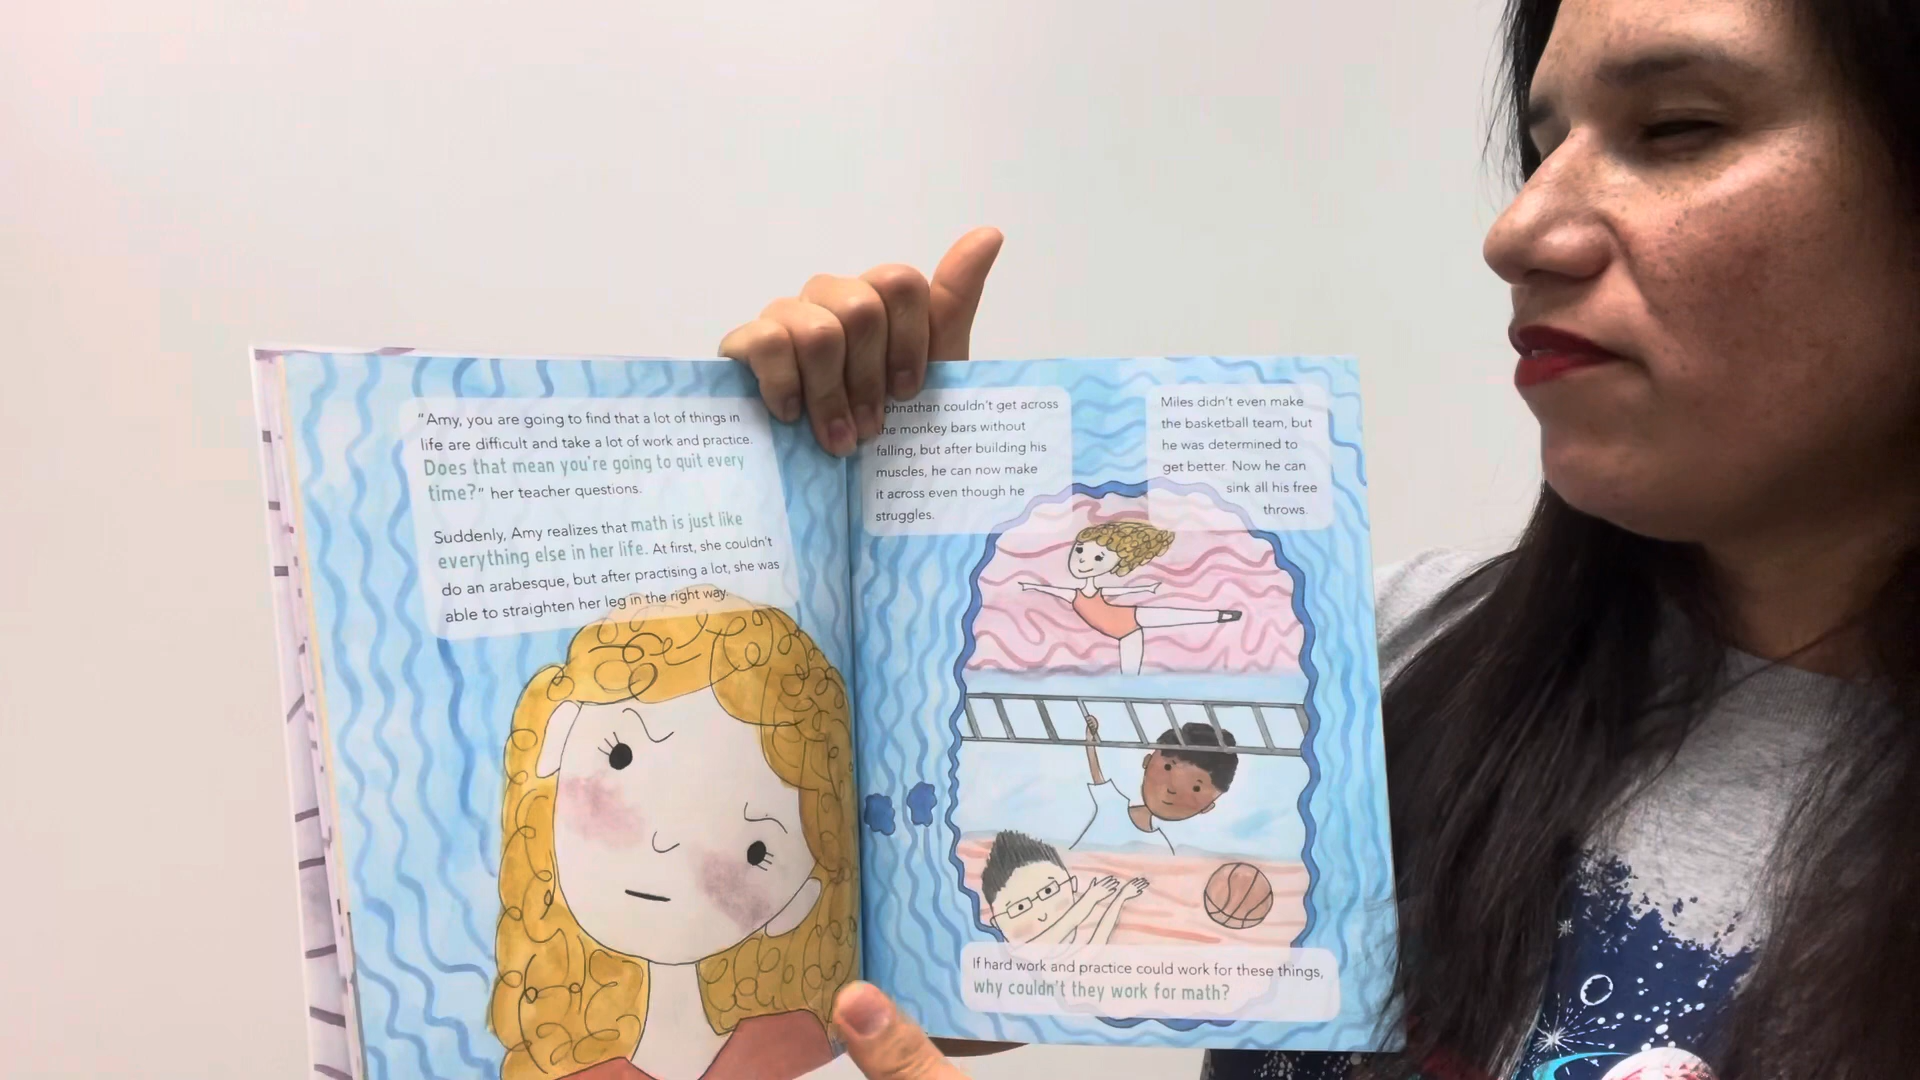 "Amy, you are going to find that a lot of things in
life are difficult and take a lot of work and practice.
Does that mean you're going to quit every
time?" her teacher questions.
Suddenly, Amy realizes that math is just like
everything else in her life. At first, she couldn't
do an arabesque, but after practising a lot, she was
able to straighten her leg in the right way.
ohnathan couldn't get across
he monkey bars without
falling, but after building his
muscles, he can now make
it across even though he
struggles.
Miles didn't even make
the basketball team, but
he was determined to
get better. Now he can
sink all his free
throws.
If hard work and practice could work for these things,
why couldn't they work for math?